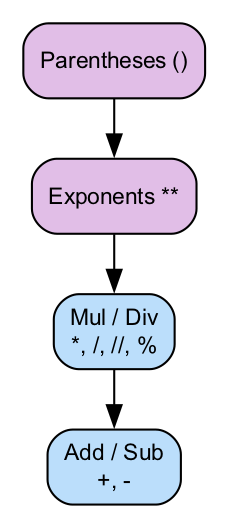 Parentheses ()
Exponents **
Mul / Div
*, /, //, %
Add / Sub
+, -